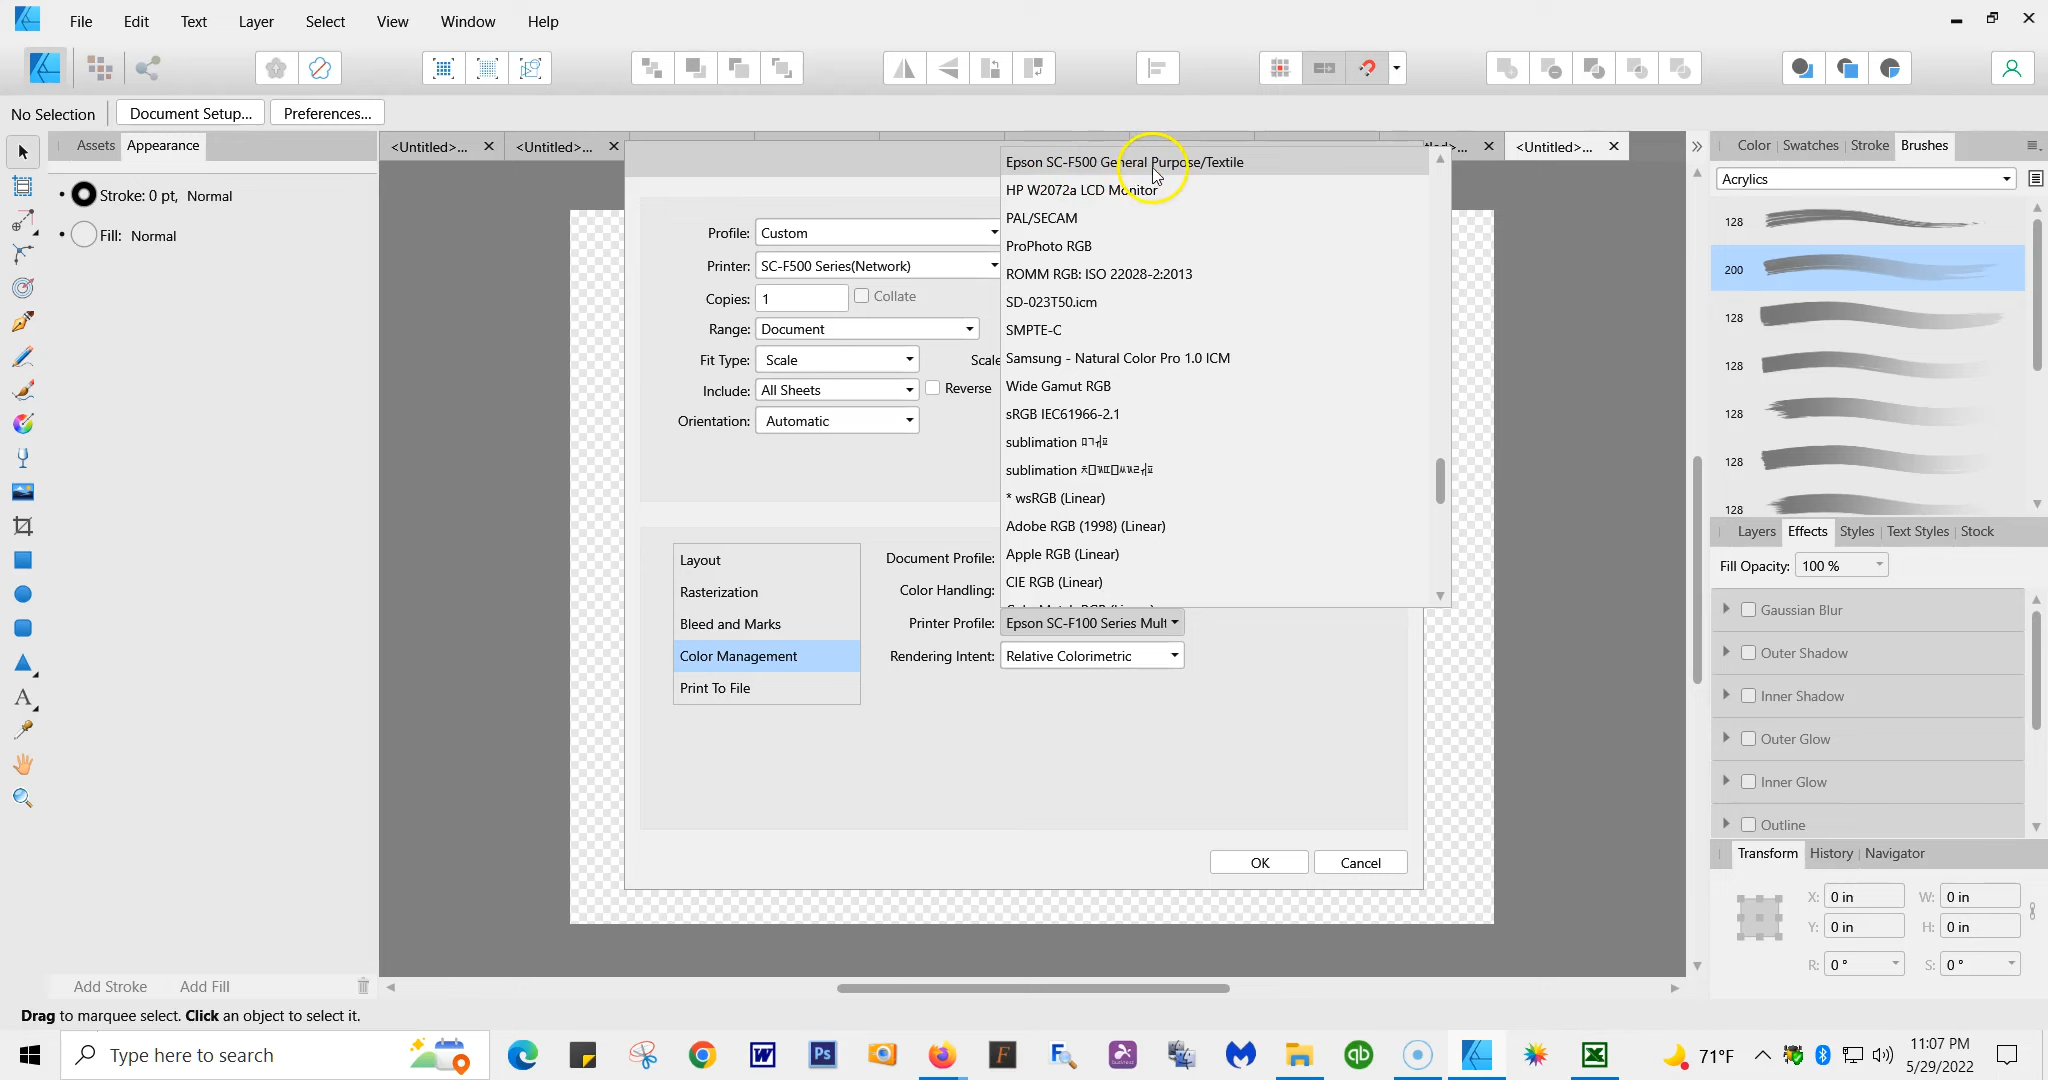 File Edit Text Layer Select View Window Help
No Selection Document Setup... Preferences...
Assets Appearance <Untitled>... <Untitled>... <Untitled>... Color Swatches Stroke Brushes
Stroke: 0 pt, Normal
Fill: Normal
Profile: Custom
Printer: SC-F500 Series(Network)
Copies: 1 Collate
Range: Document
Fit Type: Scale Scale
Include: All Sheets Reverse
Orientation: Automatic
Epson SC-F500 General Purpose/Textile
HP W2072a LCD Monitor
PAL/SECAM
ProPhoto RGB
ROMM RGB: ISO 22028-2:2013
SD-023T50.icm
SMPTE-C
Samsung - Natural Color Pro 1.0 ICM
Wide Gamut RGB
sRGB IEC61966-2.1
sublimation
sublimation
* wsRGB (Linear)
Adobe RGB (1998) (Linear)
Apple RGB (Linear)
CIE RGB (Linear)
Layout
Rasterization
Bleed and Marks
Color Management
Print To File
Document Profile:
Color Handling:
Printer Profile: Epson SC-F100 Series Mult
Rendering Intent: Relative Colorimetric
OK Cancel
Acrylics
128
200
128
128
128
128
128
Layers Effects Styles Text Styles Stock
Fill Opacity: 100 %
Gaussian Blur
Outer Shadow
Inner Shadow
Outer Glow
Inner Glow
Outline
Transform History Navigator
X: 0 in W: 0 in
Y: 0 in H: 0 in
R: 0 ° S: 0 °
Add Stroke Add Fill
Drag to marquee select. Click an object to select it.
Type here to search
71°F
11:07 PM
5/29/2022